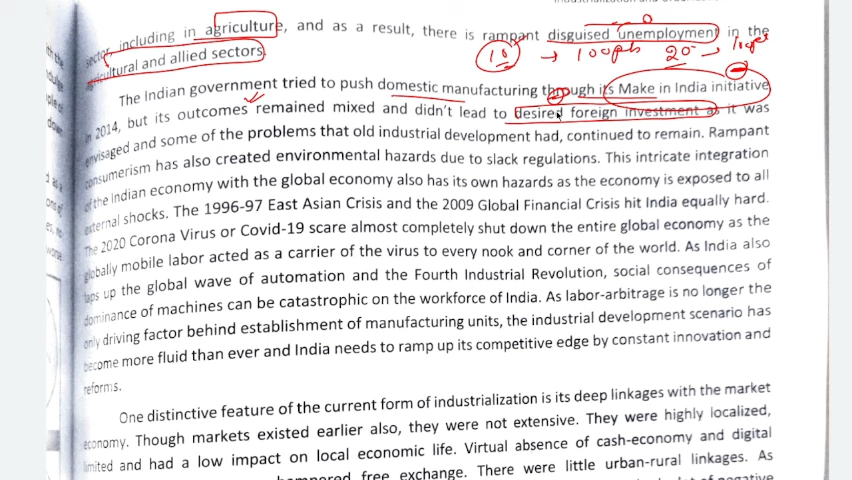 sector, including in agriculture, and as a result, there is rampant disguised unemployment in the
10 → 100pls 20 →
agricultural and allied sectors.
The Indian government tried to push domestic manufacturing through its Make in India initiative
in 2014, but its outcomes remained mixed and didn't lead to desired foreign investment as it was
envisaged and some of the problems that old industrial development had, continued to remain. Rampant
consumerism has also created environmental hazards due to slack regulations. This intricate integration
of the Indian economy with the global economy also has its own hazards as the economy is exposed to all
external shocks. The 1996-97 East Asian Crisis and the 2009 Global Financial Crisis hit India equally hard.
The 2020 Corona Virus or Covid-19 scare almost completely shut down the entire global economy as the
globally mobile labor acted as a carrier of the virus to every nook and corner of the world. As India also
laps up the global wave of automation and the Fourth Industrial Revolution, social consequences of
dominance of machines can be catastrophic on the workforce of India. As labor-arbitrage is no longer the
only driving factor behind establishment of manufacturing units, the industrial development scenario has
become more fluid than ever and India needs to ramp up its competitive edge by constant innovation and
reforms.
One distinctive feature of the current form of industrialization is its deep linkages with the market
economy. Though markets existed earlier also, they were not extensive. They were highly localized,
limited and had a low impact on local economic life. Virtual absence of cash-economy and digital
hampered free exchange. There were little urban-rural linkages. As
of negative